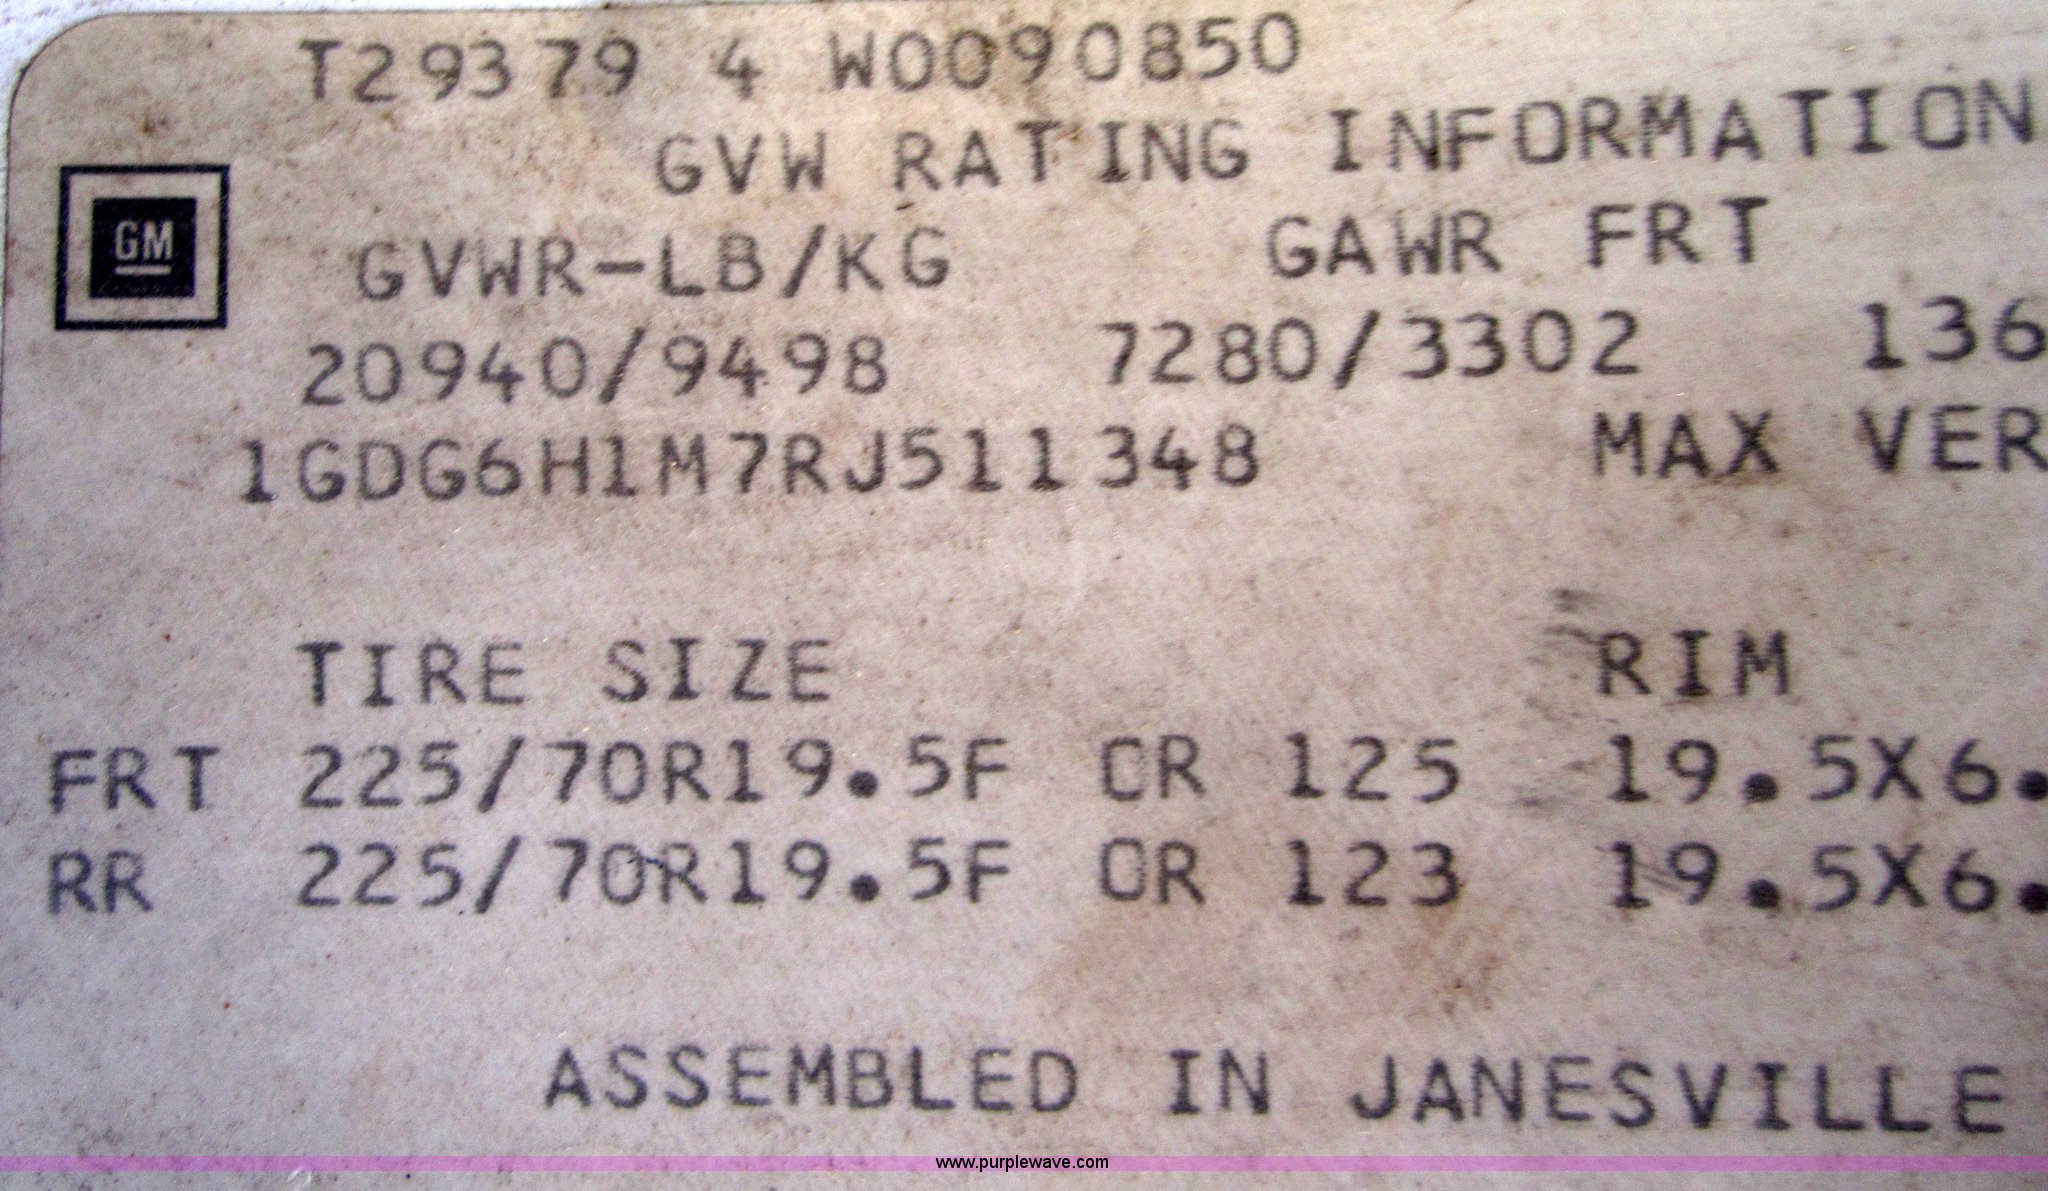 T29379 4 W0090850
GVW RATING INFORMATION
GM
GVWR-LB/KG GAWR FRT
20940/9498 7280/3302 136
1GDG6H1M7RJ511348 MAX VER
TIRE SIZE RIM
FRT 225/70R19.5F OR 125 19.5X6.
RR 225/70R19.5F OR 123 19.5X6.
ASSEMBLED IN JANESVILLE
www.purplewave.com